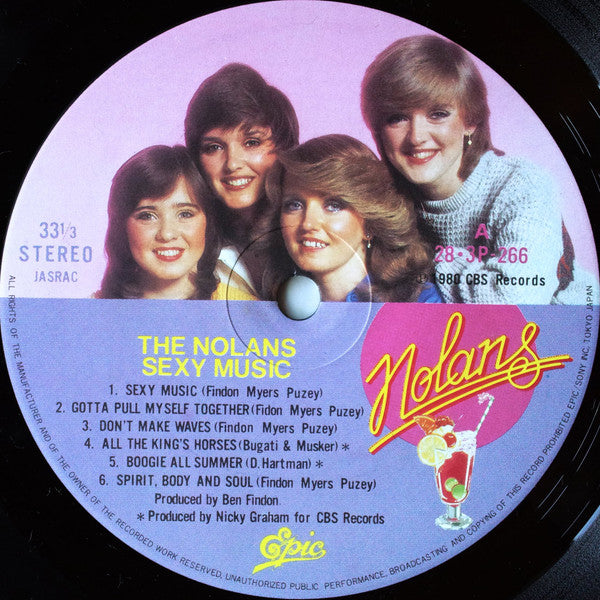 33 1/3
STEREO
JASRAC
A
28・3P-266
Ⓟ 1980 CBS Records
THE NOLANS
SEXY MUSIC
Nolans
1. SEXY MUSIC (Findon Myers Puzey)
2. GOTTA PULL MYSELF TOGETHER (Fidon Myers Puzey)
3. DON'T MAKE WAVES (Findon Myers Puzey)
4. ALL THE KING'S HORSES (Bugati & Musker) *
5. BOOGIE ALL SUMMER (D. Hartman) *
6. SPIRIT, BODY AND SOUL (Findon Myers Puzey)
Produced by Ben Findon.
* Produced by Nicky Graham for CBS Records
Epic
ALL RIGHTS OF THE MANUFACTURER AND OF THE OWNER OF THE RECORDED WORK RESERVED, UNAUTHORIZED PUBLIC PERFORMANCE, BROADCASTING AND COPYING OF THIS RECORD PROHIBITED EPIC/SONY INC. TOKYO JAPAN